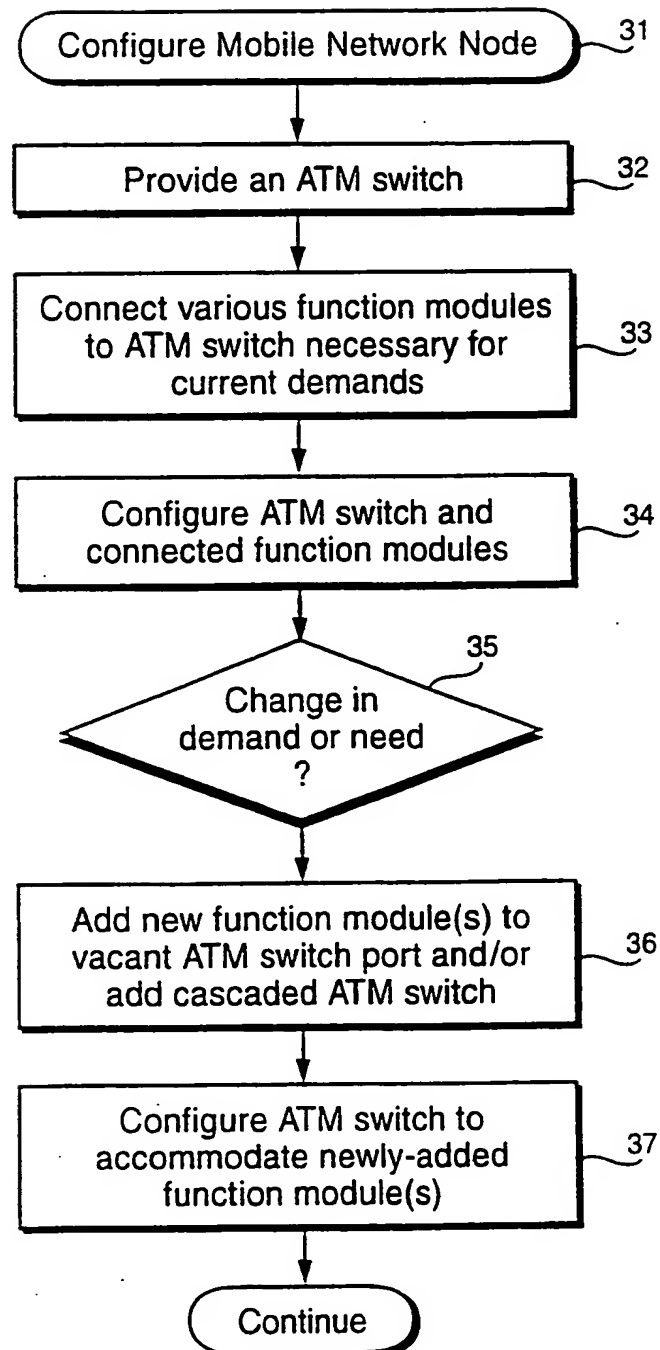 Configure Mobile Network Node
31
Provide an ATM switch
32
Connect various function modules
to ATM switch necessary for
current demands
33
Configure ATM switch and
connected function modules
34
35
Change in
demand or need
?
Add new function module(s) to
vacant ATM switch port and/or
add cascaded ATM switch
36
Configure ATM switch to
accommodate newly-added
function module(s)
37
Continue